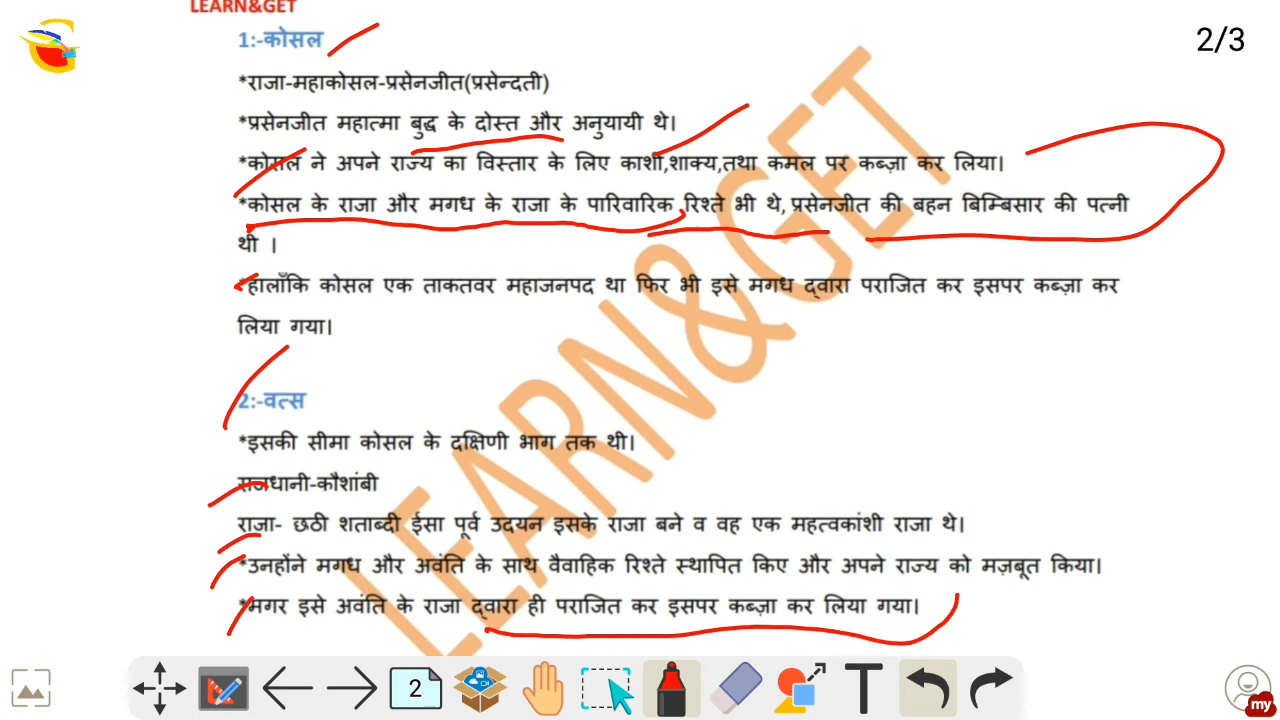 LEARN&GET
1:-कोसल
2/3
*राजा-महाकोसल-प्रसेनजीत(प्रसेन्दती)
*प्रसेनजीत महात्मा बुद्ध के दोस्त और अनुयायी थे।
*कोसल ने अपने राज्य का विस्तार के लिए काशी,शाक्य,तथा कमल पर कब्ज़ा कर लिया।
*कोसल के राजा और मगध के राजा के पारिवारिक रिश्ते भी थे,प्रसेनजीत की बहन बिम्बिसार की पत्नी
थी ।
*हालाँकि कोसल एक ताकतवर महाजनपद था फिर भी इसे मगध द्वारा पराजित कर इसपर कब्ज़ा कर
लिया गया।
2:-वत्स
*इसकी सीमा कोसल के दक्षिणी भाग तक थी।
राजधानी-कौशांबी
राजा- छठी शताब्दी ईसा पूर्व उदयन इसके राजा बने व वह एक महत्वकांशी राजा थे।
*उनहोंने मगध और अवंति के साथ वैवाहिक रिश्ते स्थापित किए और अपने राज्य को मज़बूत किया।
*मगर इसे अवंति के राजा द्वारा ही पराजित कर इसपर कब्ज़ा कर लिया गया।
LEARN&GET
2
T
my